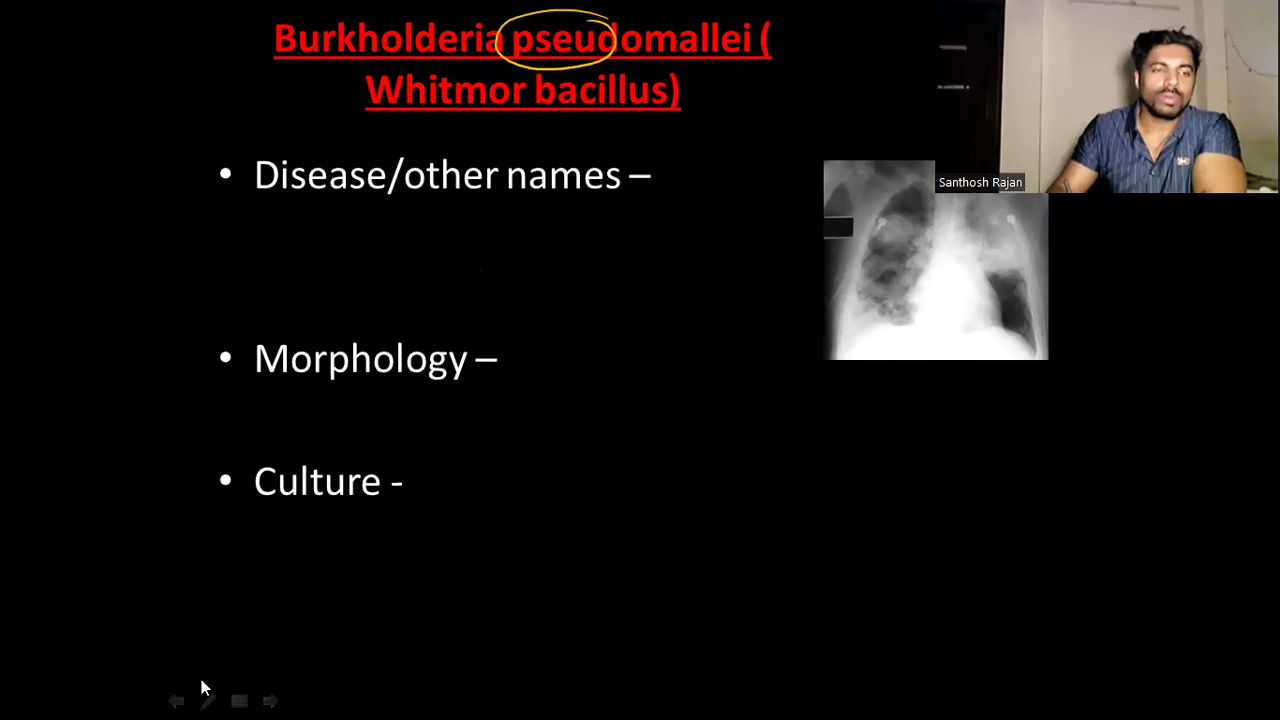 Burkholderia pseudomallei (
Whitmor bacillus)
• Disease/other names –
Santhosh Rajan
• Morphology –
• Culture -